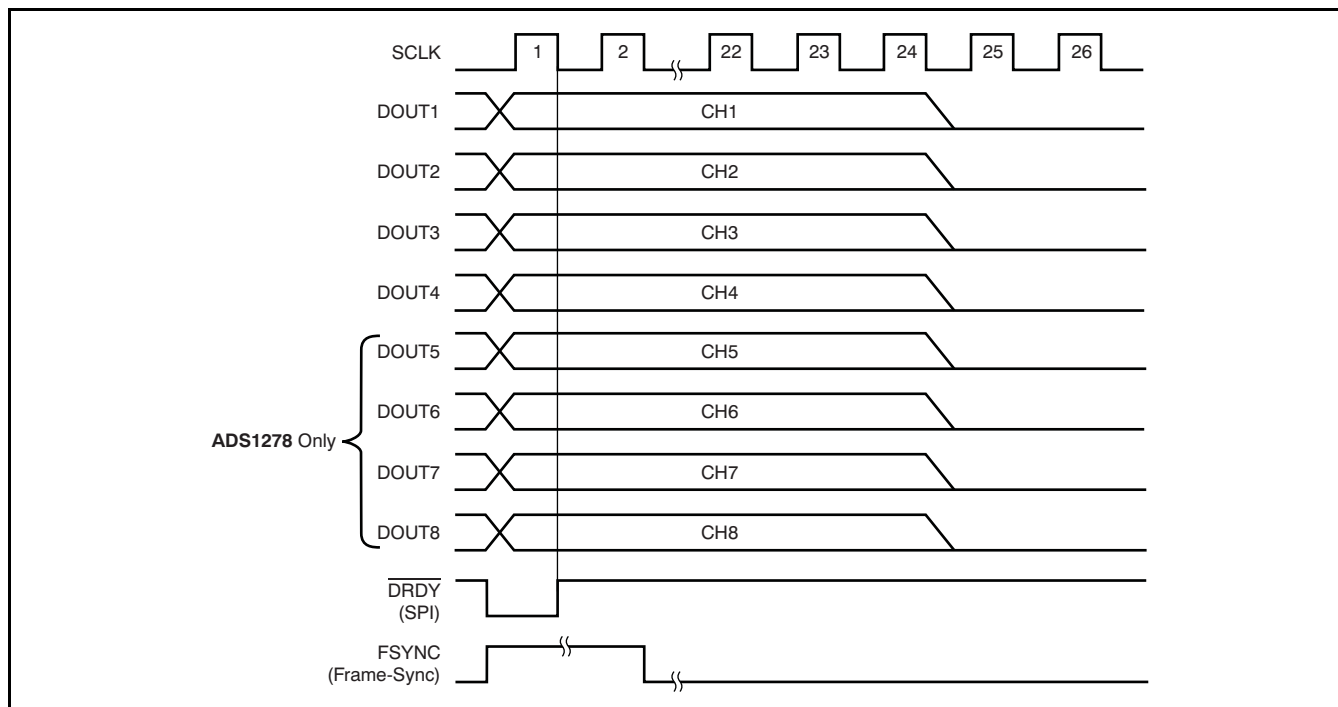 SCLK
1
2
22
23
24
25
26
DOUT1
CH1
DOUT2
CH2
DOUT3
CH3
DOUT4
CH4
DOUT5
CH5
DOUT6
CH6
ADS1278 Only
DOUT7
CH7
DOUT8
CH8
DRDY
(SPI)
FSYNC
(Frame-Sync)